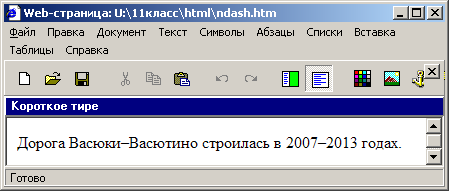 Web-страница: U:\11класс\html\ndash.htm
Файл Правка Документ Текст Символы Абзацы Списки Вставка
Таблицы Справка
Короткое тире
Дорога Васюки–Васютино строилась в 2007–2013 годах.
Готово